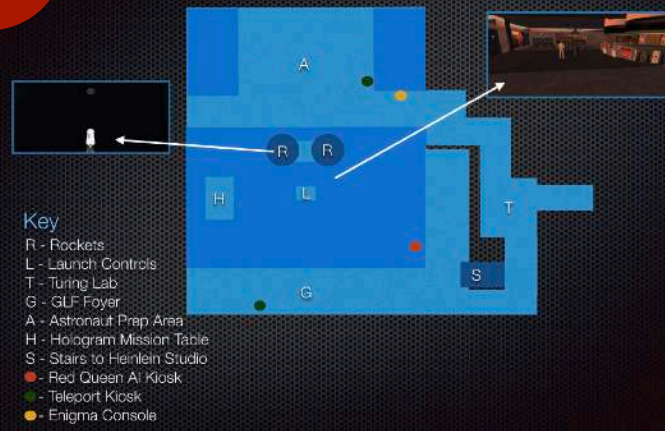 A
R R
H L
T
S
G
Key
R - Rockets
L - Launch Controls
T - Turing Lab
G - GLF Foyer
A - Astronaut Prep Area
H - Hologram Mission Table
S - Stairs to Heinlein Studio
- Red Queen AI Kiosk
- Teleport Kiosk
- Enigma Console